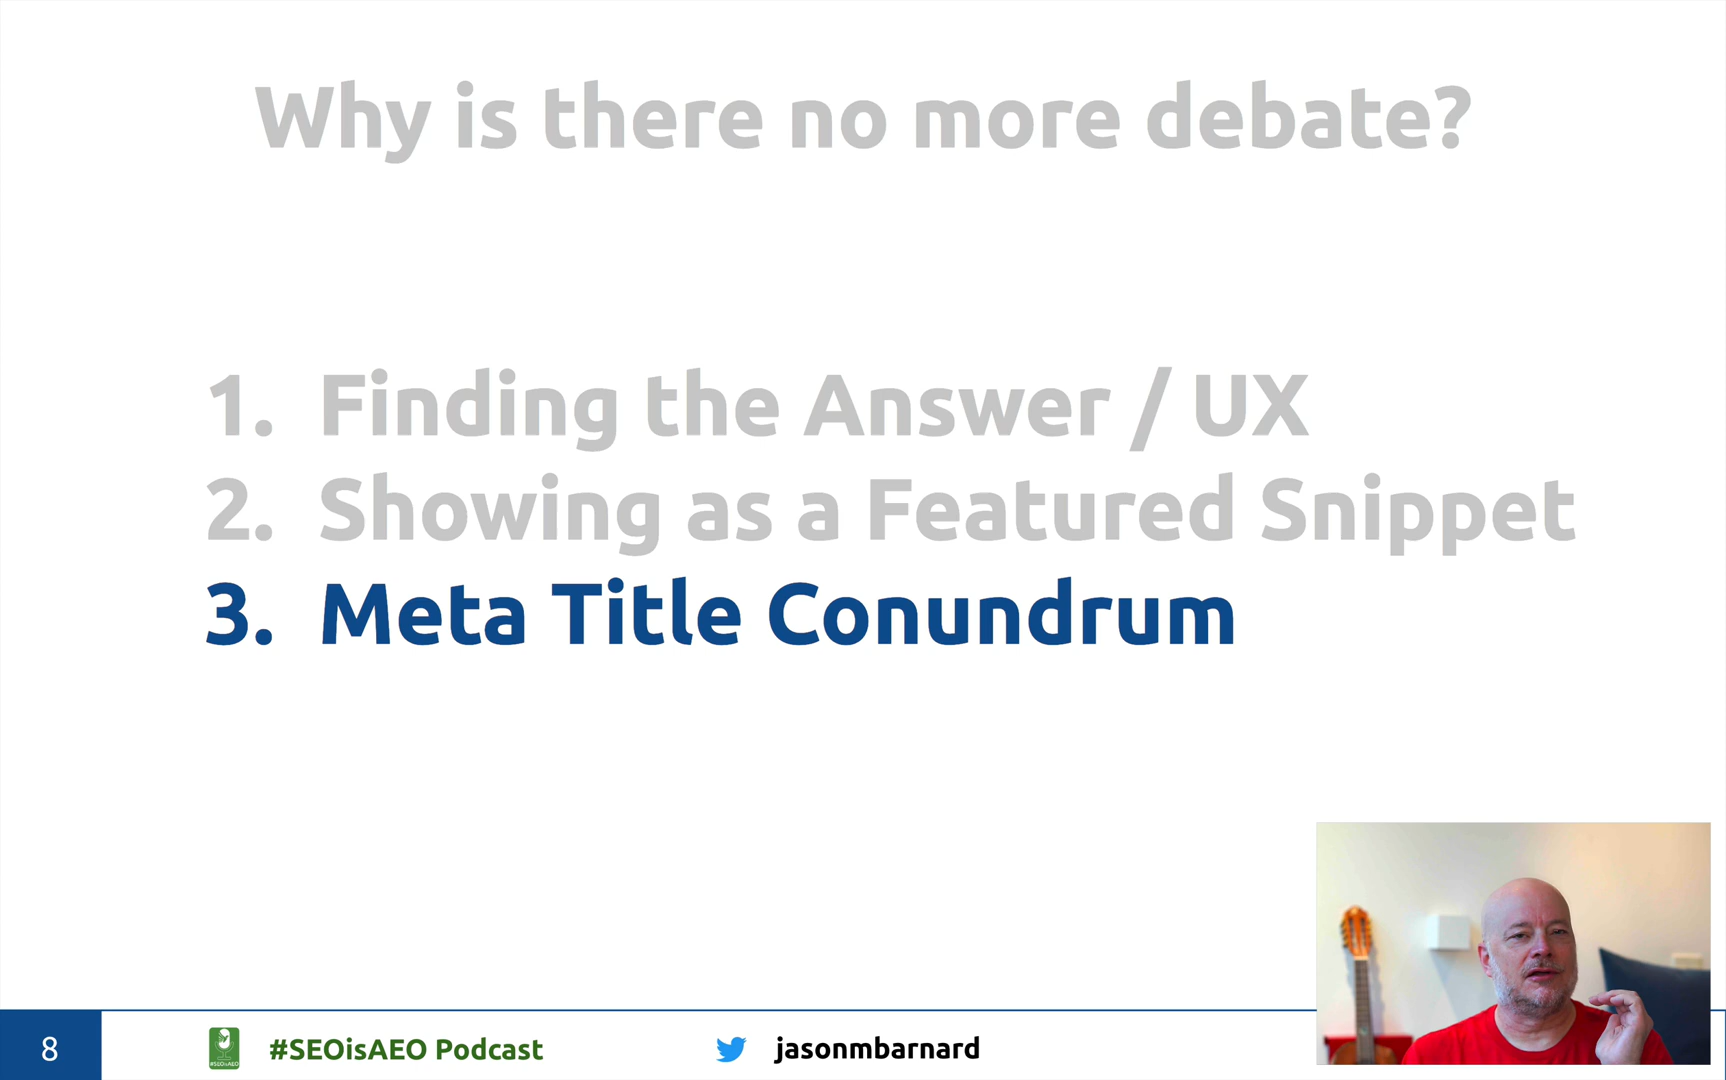 Why is there no more debate?
1. Finding the Answer / UX
2. Showing as a Featured Snippet
3. Meta Title Conundrum
8
#SEOisAEO
#SEOisAEO Podcast
jasonmbarnard